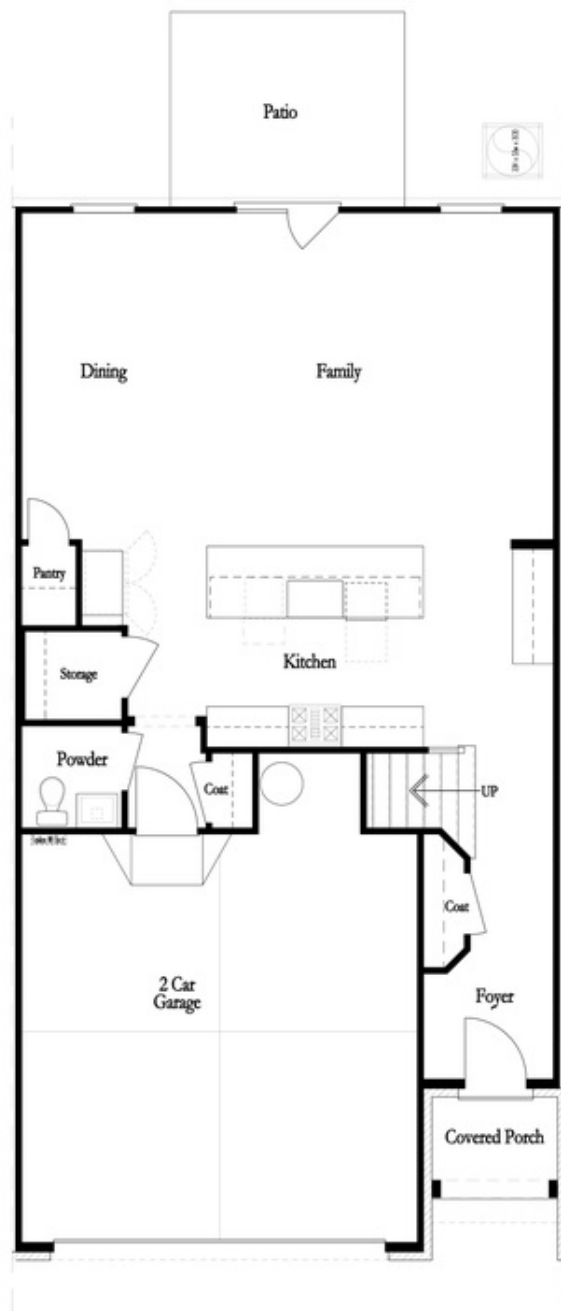 Patio
Dining
Family
Pantry
Kitchen
Storage
Powder
Coat
UP
Coat
2 Car
Garage
Foyer
Covered Porch